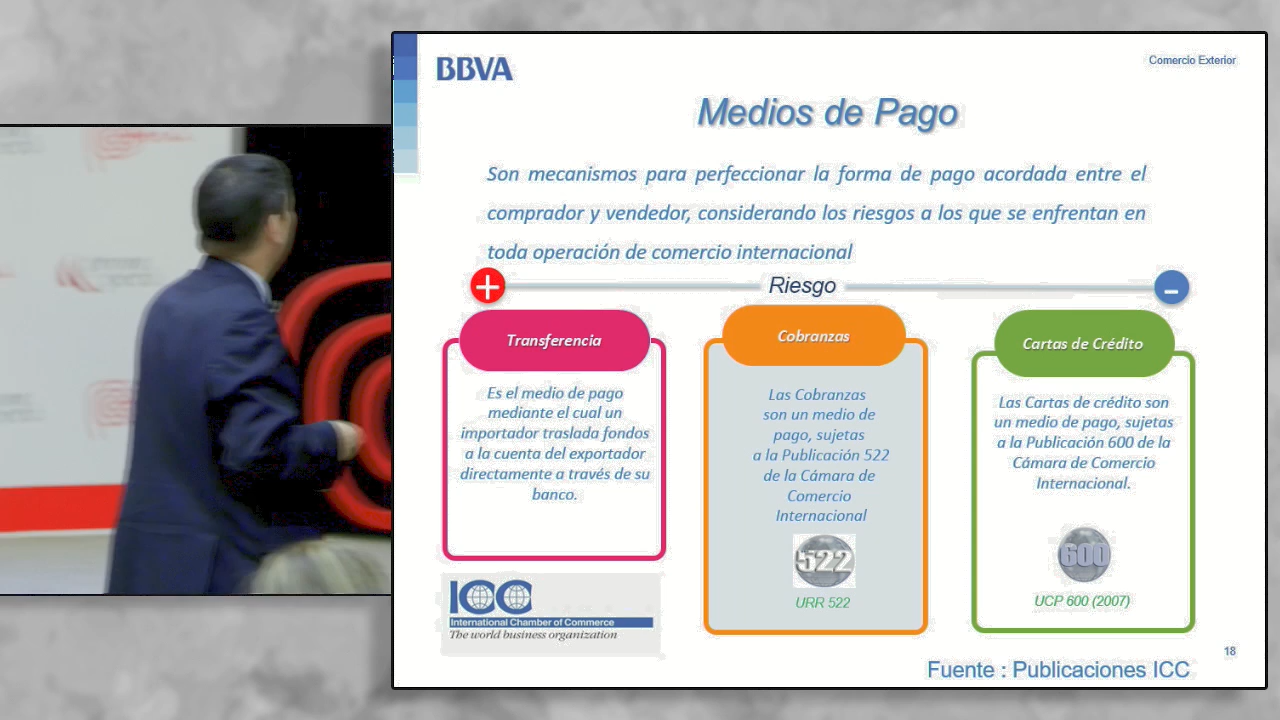 BBVA
Comercio Exterior
Medios de Pago
Son mecanismos para perfeccionar la forma de pago acordada entre el
comprador y vendedor, considerando los riesgos a los que se enfrentan en
toda operación de comercio internacional
+
Riesgo
-
Transferencia
Es el medio de pago
mediante el cual un
importador traslada fondos
a la cuenta del exportador
directamente a través de su
banco.
Cobranzas
Las Cobranzas
son un medio de
pago, sujetas
a la Publicación 522
de la Cámara de
Comercio
Internacional
522
URR 522
Cartas de Crédito
Las Cartas de crédito son
un medio de pago, sujetas
a la Publicación 600 de la
Cámara de Comercio
Internacional.
600
UCP 600 (2007)
ICC
International Chamber of Commerce
The world business organization
18
Fuente : Publicaciones ICC